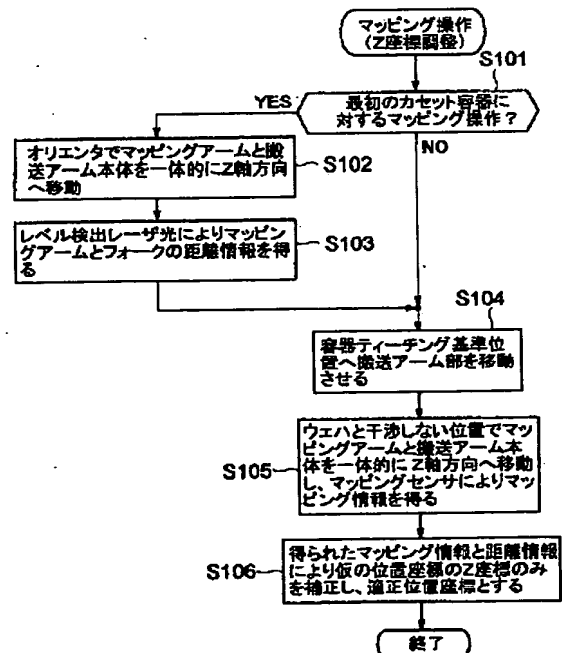 マッピング操作
(Z座標調整)
S101
最初のカセット容器に
対するマッピング操作?
YES
NO
オリエンタでマッピングアームと搬
送アーム本体を一体的にZ軸方向
へ移動
S102
レベル検出レーザ光によりマッピン
グアームとフォークの距離情報を得
る
S103
S104
容器ティーチング基準位
置へ搬送アーム部を移動
させる
ウェハと干渉しない位置でマッ
ピングアームと搬送アーム本
体を一体的にZ軸方向へ移動
し、マッピングセンサによりマッ
ピング情報を得る
S105
得られたマッピング情報と距離情報
により仮の位置座標のZ座標のみ
を補正し、適正位置座標とする
S106
終了